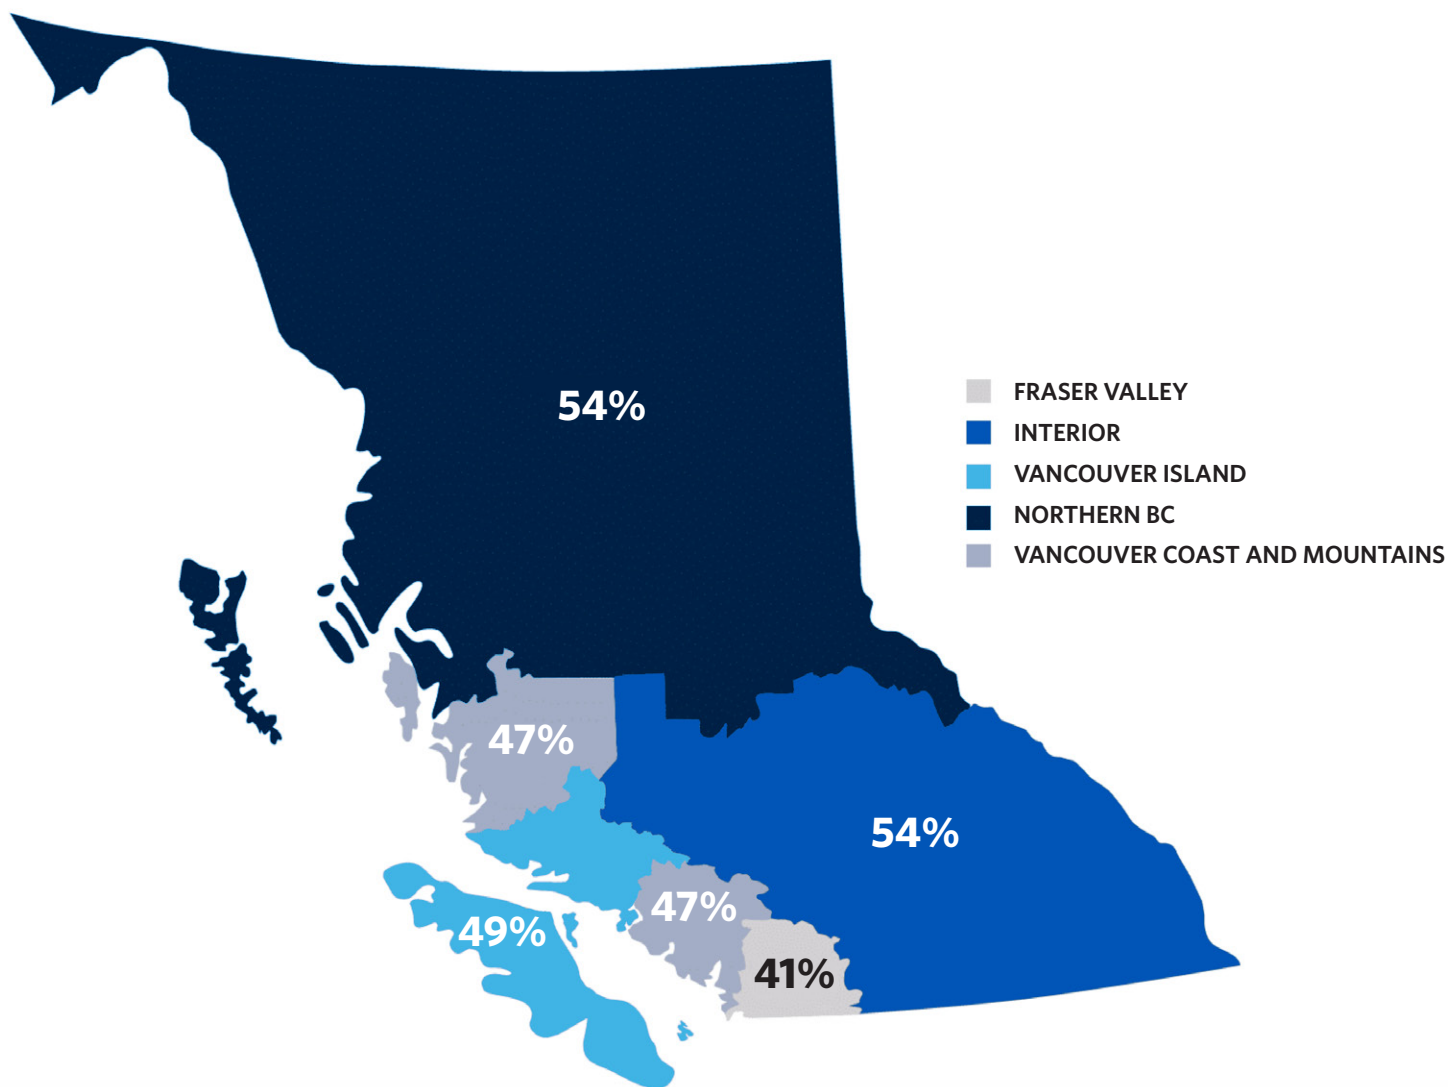 54%
FRASER VALLEY
INTERIOR
VANCOUVER ISLAND
NORTHERN BC
VANCOUVER COAST AND MOUNTAINS
47%
54%
47%
49%
41%